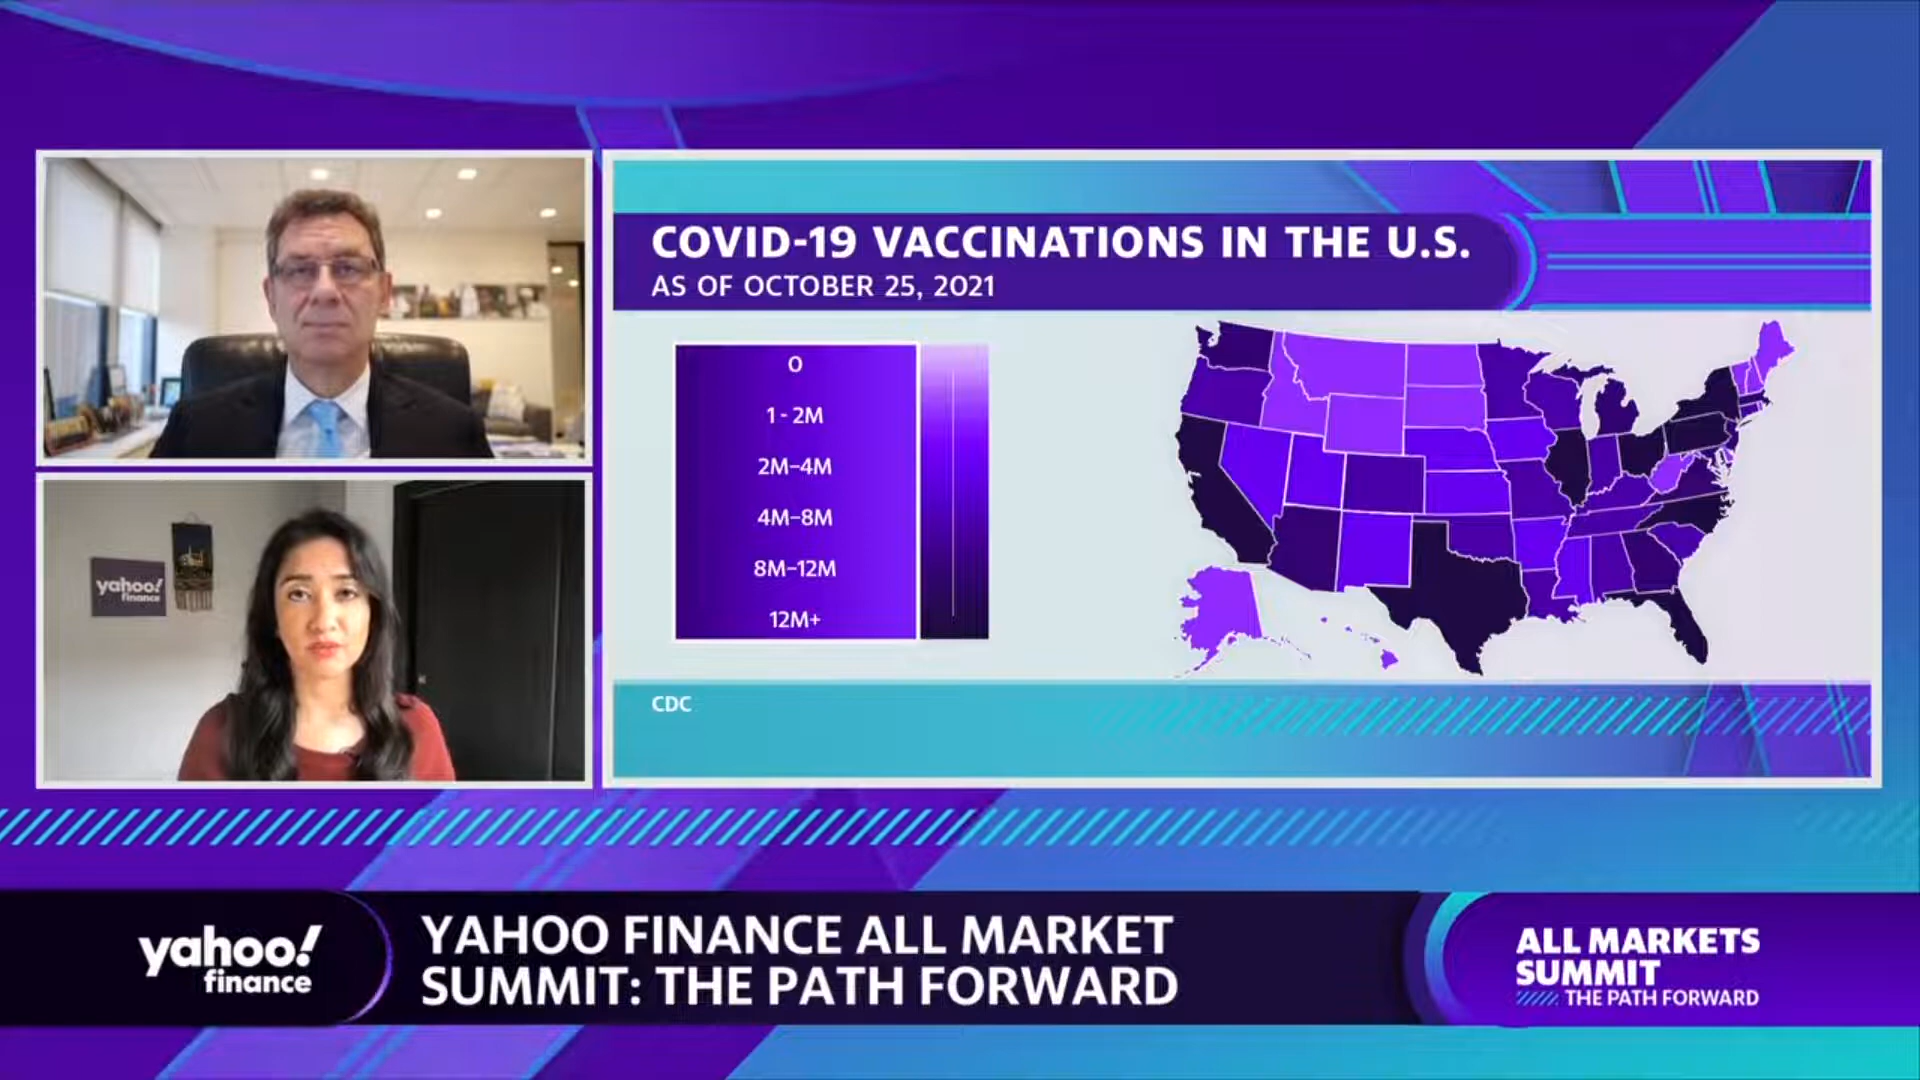 COVID-19 VACCINATIONS IN THE U.S.
AS OF OCTOBER 25, 2021
0
1 - 2M
2M–4M
4M–8M
8M–12M
12M+
CDC
yahoo!
finance
yahoo!
finance
YAHOO FINANCE ALL MARKET
SUMMIT: THE PATH FORWARD
ALL MARKETS
SUMMIT
THE PATH FORWARD